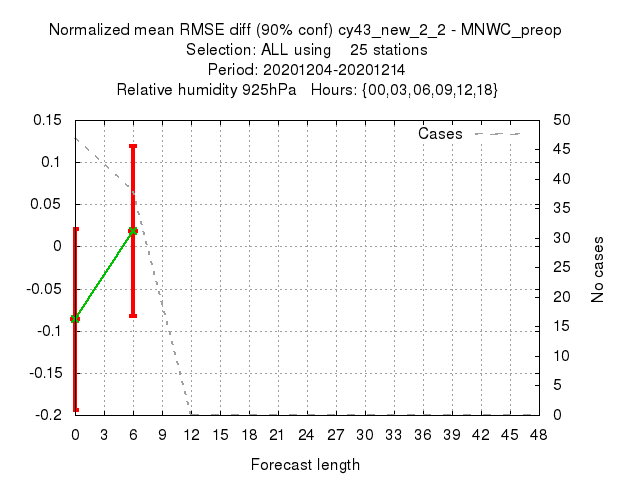 Normalized mean RMSE diff (90% conf) cy43_new_2_2 - MNWC_preop
Selection: ALL using    25 stations
Period: 20201204-20201214
Relative humidity 925hPa   Hours: {00,03,06,09,12,18}
Cases
0.15
0.1
0.05
0
-0.05
-0.1
-0.15
-0.2
50
45
40
35
30
25
20
15
10
5
0
No cases
0 3 6 9 12 15 18 21 24 27 30 33 36 39 42 45 48
Forecast length